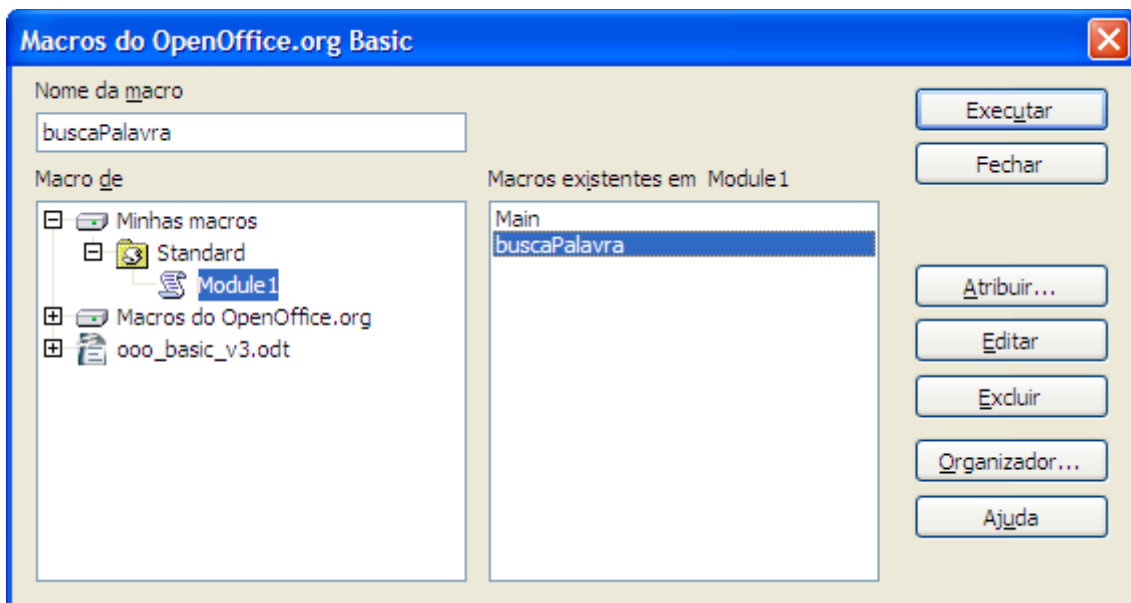 Macros do OpenOffice.org Basic
Nome da macro
buscaPalavra
Macro de
Minhas macros
Standard
Module1
Macros do OpenOffice.org
ooo_basic_v3.odt
Macros existentes em Module1
Main
buscaPalavra
Executar
Fechar
Atribuir...
Editar
Excluir
Organizador...
Ajuda